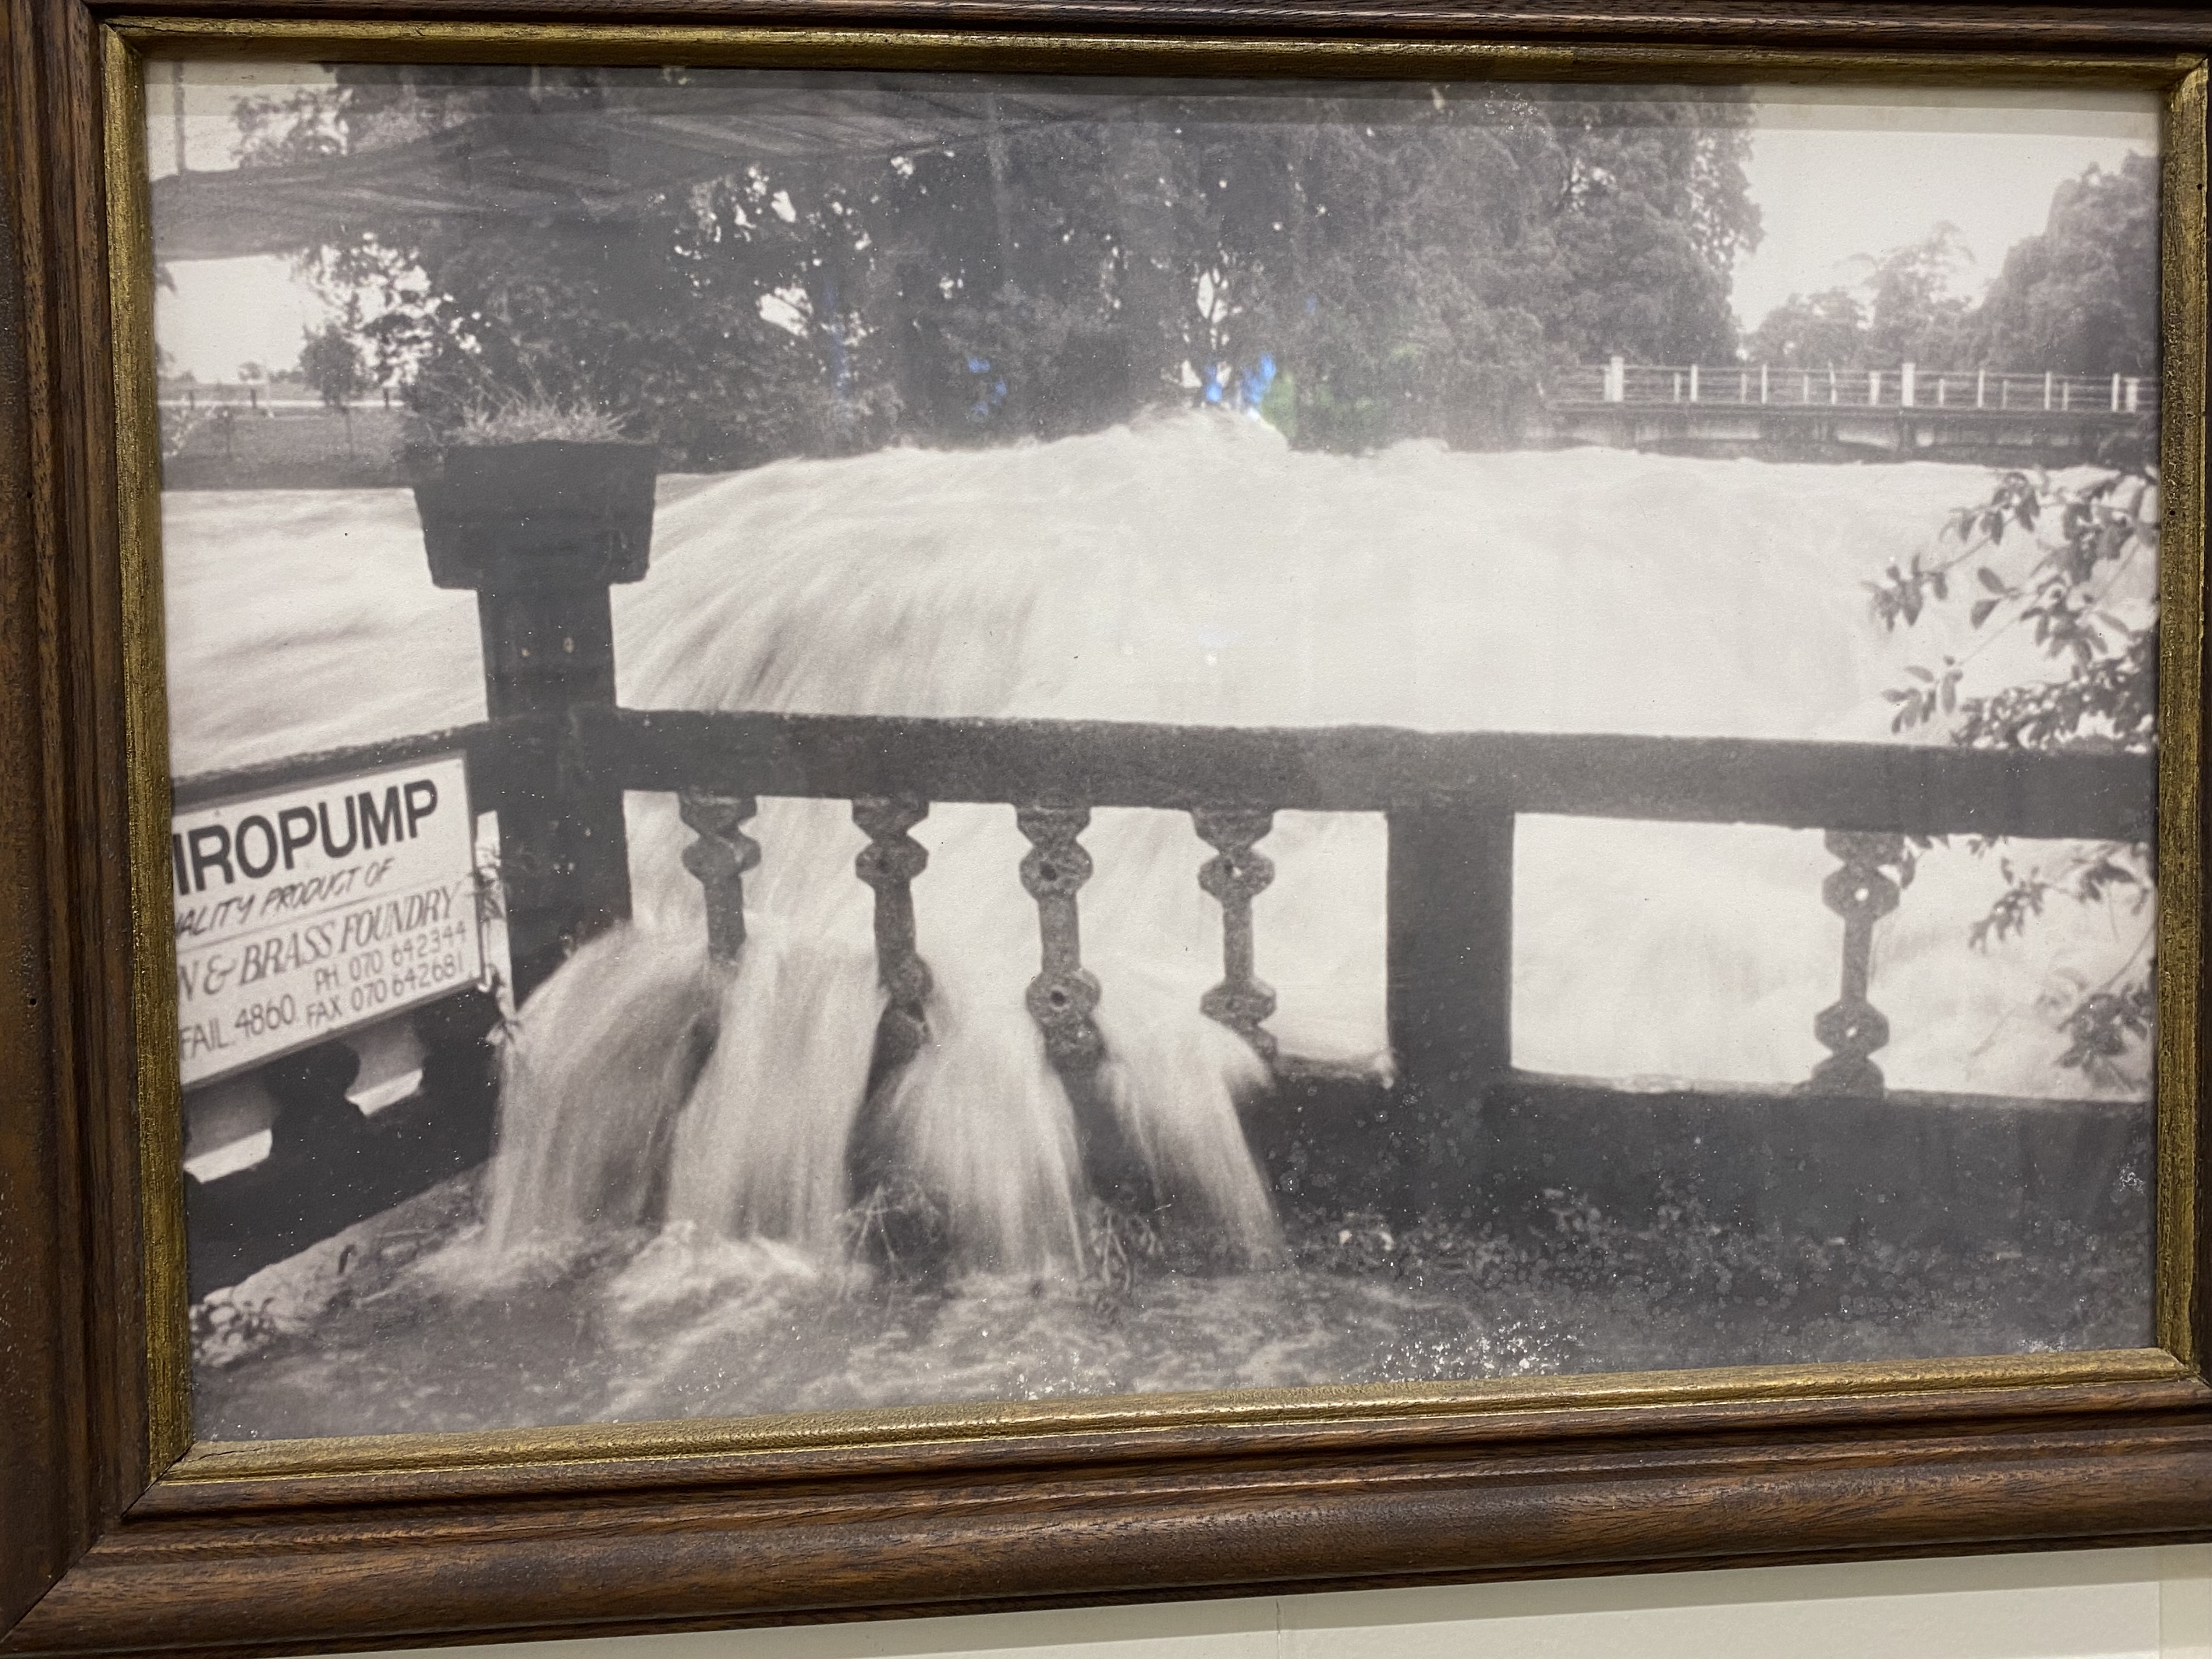 IROPUMP
ALITY PRODUCT OF
N & BRASS FOUNDRY
PH. 070 642344
FAIL. 4860. FAX 070 642681